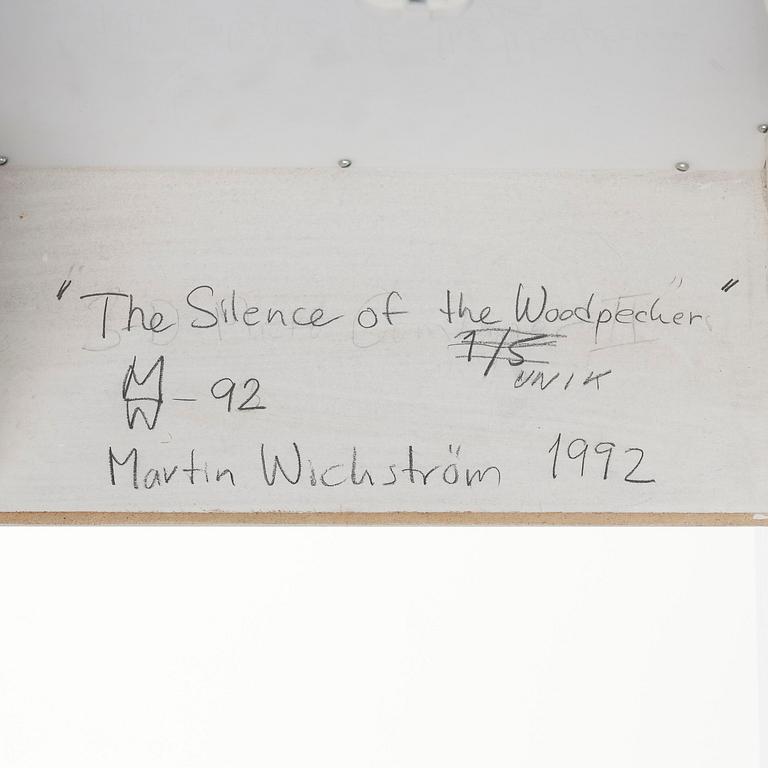 "The Silence of the Woodpecker"
1/5
UNIK
MW - 92
Martin Wickström 1992